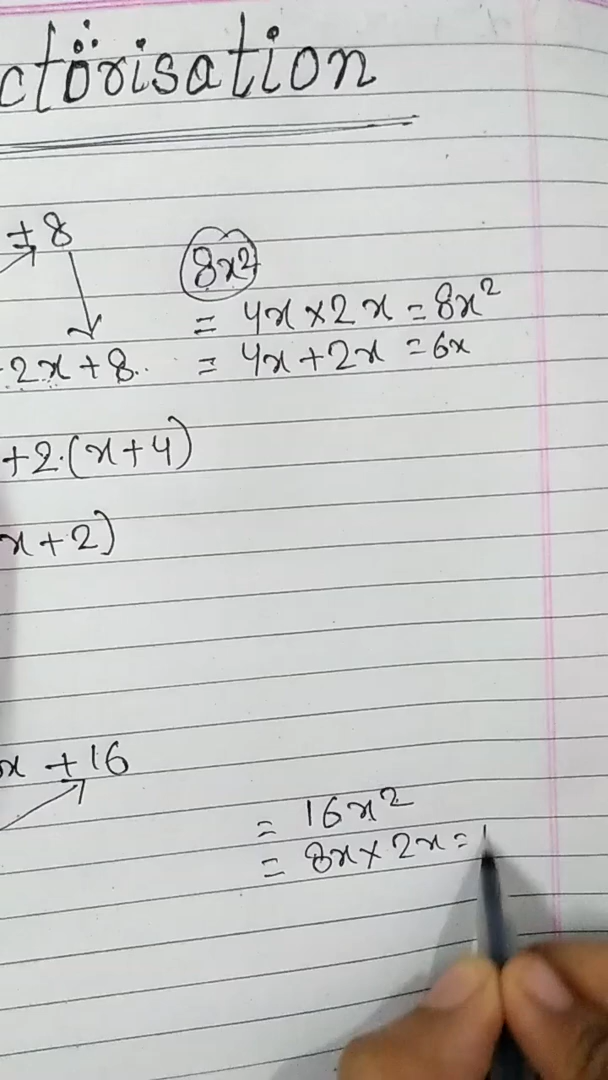 ctorisation
+8
8x²
= 4x × 2x = 8x²
2x + 8.. = 4x + 2x = 6x
+2.(x+4)
x+2)
x +16
= 16x²
= 8x × 2x =